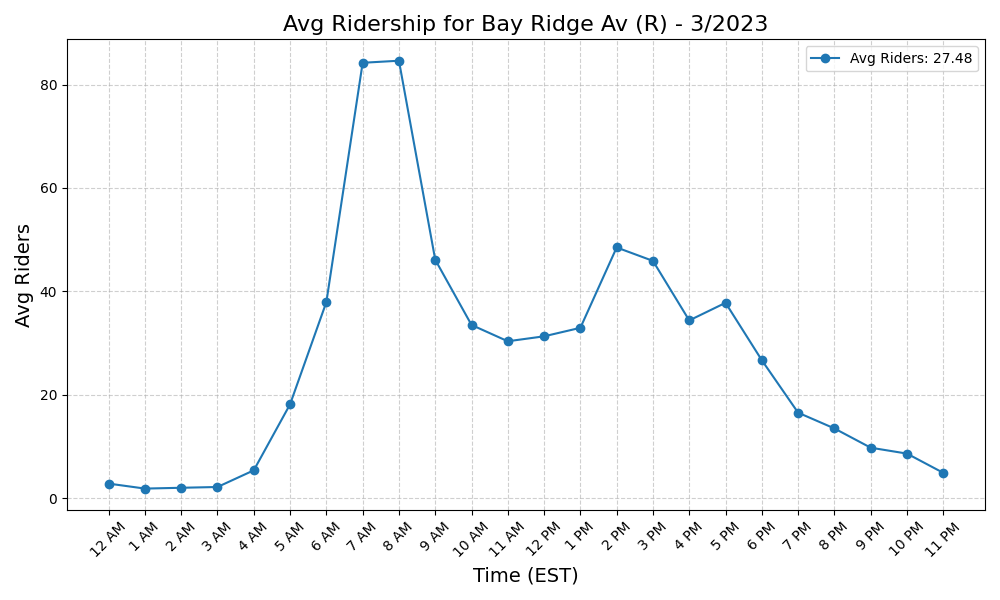 Avg Ridership for Bay Ridge Av (R) - 3/2023
Avg Riders: 27.48
Avg Riders
80
60
40
20
0
12 AM
1 AM
2 AM
3 AM
4 AM
5 AM
6 AM
7 AM
8 AM
9 AM
10 AM
11 AM
12 PM
1 PM
2 PM
3 PM
4 PM
5 PM
6 PM
7 PM
8 PM
9 PM
10 PM
11 PM
Time (EST)